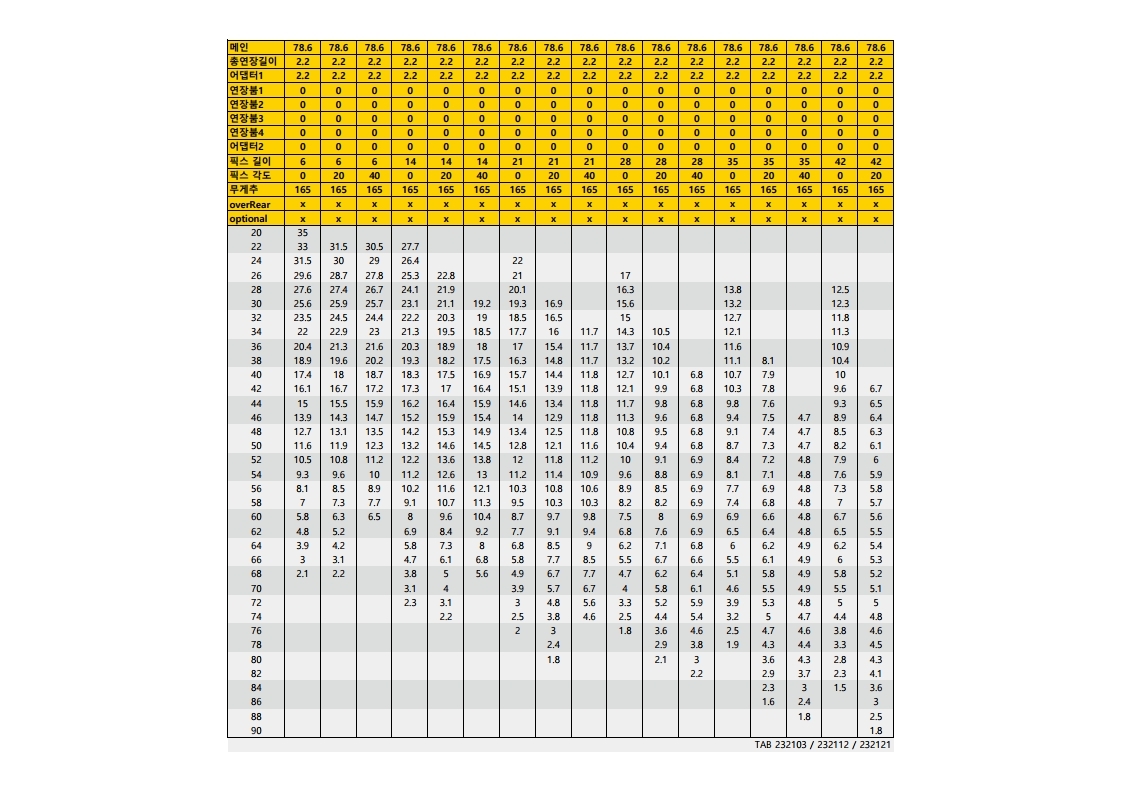 메인 78.6 78.6 78.6 78.6 78.6 78.6 78.6 78.6 78.6 78.6 78.6 78.6 78.6 78.6 78.6 78.6 78.6
총연장길이 2.2 2.2 2.2 2.2 2.2 2.2 2.2 2.2 2.2 2.2 2.2 2.2 2.2 2.2 2.2 2.2 2.2
어댑터1 2.2 2.2 2.2 2.2 2.2 2.2 2.2 2.2 2.2 2.2 2.2 2.2 2.2 2.2 2.2 2.2 2.2
연장붐1 0 0 0 0 0 0 0 0 0 0 0 0 0 0 0 0 0
연장붐2 0 0 0 0 0 0 0 0 0 0 0 0 0 0 0 0 0
연장붐3 0 0 0 0 0 0 0 0 0 0 0 0 0 0 0 0 0
연장붐4 0 0 0 0 0 0 0 0 0 0 0 0 0 0 0 0 0
어댑터2 0 0 0 0 0 0 0 0 0 0 0 0 0 0 0 0 0
픽스 길이 6 6 6 14 14 14 21 21 21 28 28 28 35 35 35 42 42
픽스 각도 0 20 40 0 20 40 0 20 40 0 20 40 0 20 40 0 20
무게추 165 165 165 165 165 165 165 165 165 165 165 165 165 165 165 165 165
overRear x x x x x x x x x x x x x x x x x
optional x x x x x x x x x x x x x x x x x
20 35
22 33 31.5 30.5 27.7
24 31.5 30 29 26.4 22
26 29.6 28.7 27.8 25.3 22.8 21 17
28 27.6 27.4 26.7 24.1 21.9 20.1 16.3 13.8 12.5
30 25.6 25.9 25.7 23.1 21.1 19.2 19.3 16.9 15.6 13.2 12.3
32 23.5 24.5 24.4 22.2 20.3 19 18.5 16.5 15 12.7 11.8
34 22 22.9 23 21.3 19.5 18.5 17.7 16 11.7 14.3 10.5 12.1 11.3
36 20.4 21.3 21.6 20.3 18.9 18 17 15.4 11.7 13.7 10.4 11.6 10.9
38 18.9 19.6 20.2 19.3 18.2 17.5 16.3 14.8 11.7 13.2 10.2 11.1 8.1 10.4
40 17.4 18 18.7 18.3 17.5 16.9 15.7 14.4 11.8 12.7 10.1 6.8 10.7 7.9 10
42 16.1 16.7 17.2 17.3 17 16.4 15.1 13.9 11.8 12.1 9.9 6.8 10.3 7.8 9.6 6.7
44 15 15.5 15.9 16.2 16.4 15.9 14.6 13.4 11.8 11.7 9.8 6.8 9.8 7.6 9.3 6.5
46 13.9 14.3 14.7 15.2 15.9 15.4 14 12.9 11.8 11.3 9.6 6.8 9.4 7.5 4.7 8.9 6.4
48 12.7 13.1 13.5 14.2 15.3 14.9 13.4 12.5 11.8 10.8 9.5 6.8 9.1 7.4 4.7 8.5 6.3
50 11.6 11.9 12.3 13.2 14.6 14.5 12.8 12.1 11.6 10.4 9.4 6.8 8.7 7.3 4.7 8.2 6.1
52 10.5 10.8 11.2 12.2 13.6 13.8 12 11.8 11.2 10 9.1 6.9 8.4 7.2 4.8 7.9 6
54 9.3 9.6 10 11.2 12.6 13 11.2 11.4 10.9 9.6 8.8 6.9 8.1 7.1 4.8 7.6 5.9
56 8.1 8.5 8.9 10.2 11.6 12.1 10.3 10.8 10.6 8.9 8.5 6.9 7.7 6.9 4.8 7.3 5.8
58 7 7.3 7.7 9.1 10.7 11.3 9.5 10.3 10.3 8.2 8.2 6.9 7.4 6.8 4.8 7 5.7
60 5.8 6.3 6.5 8 9.6 10.4 8.7 9.7 9.8 7.5 8 6.9 6.9 6.6 4.8 6.7 5.6
62 4.8 5.2 6.9 8.4 9.2 7.7 9.1 9.4 6.8 7.6 6.9 6.5 6.4 4.8 6.5 5.5
64 3.9 4.2 5.8 7.3 8 6.8 8.5 9 6.2 7.1 6.8 6 6.2 4.9 6.2 5.4
66 3 3.1 4.7 6.1 6.8 5.8 7.7 8.5 5.5 6.7 6.6 5.5 6.1 4.9 6 5.3
68 2.1 2.2 3.8 5 5.6 4.9 6.7 7.7 4.7 6.2 6.4 5.1 5.8 4.9 5.8 5.2
70 3.1 4 3.9 5.7 6.7 4 5.8 6.1 4.6 5.5 4.9 5.5 5.1
72 2.3 3.1 3 4.8 5.6 3.3 5.2 5.9 3.9 5.3 4.8 5 5
74 2.2 2.5 3.8 4.6 2.5 4.4 5.4 3.2 5 4.7 4.4 4.8
76 2 3 1.8 3.6 4.6 2.5 4.7 4.6 3.8 4.6
78 2.4 2.9 3.8 1.9 4.3 4.4 3.3 4.5
80 1.8 2.1 3 3.6 4.3 2.8 4.3
82 2.2 2.9 3.7 2.3 4.1
84 2.3 3 1.5 3.6
86 1.6 2.4 3
88 1.8 2.5
90 1.8
TAB 232103 / 232112 / 232121